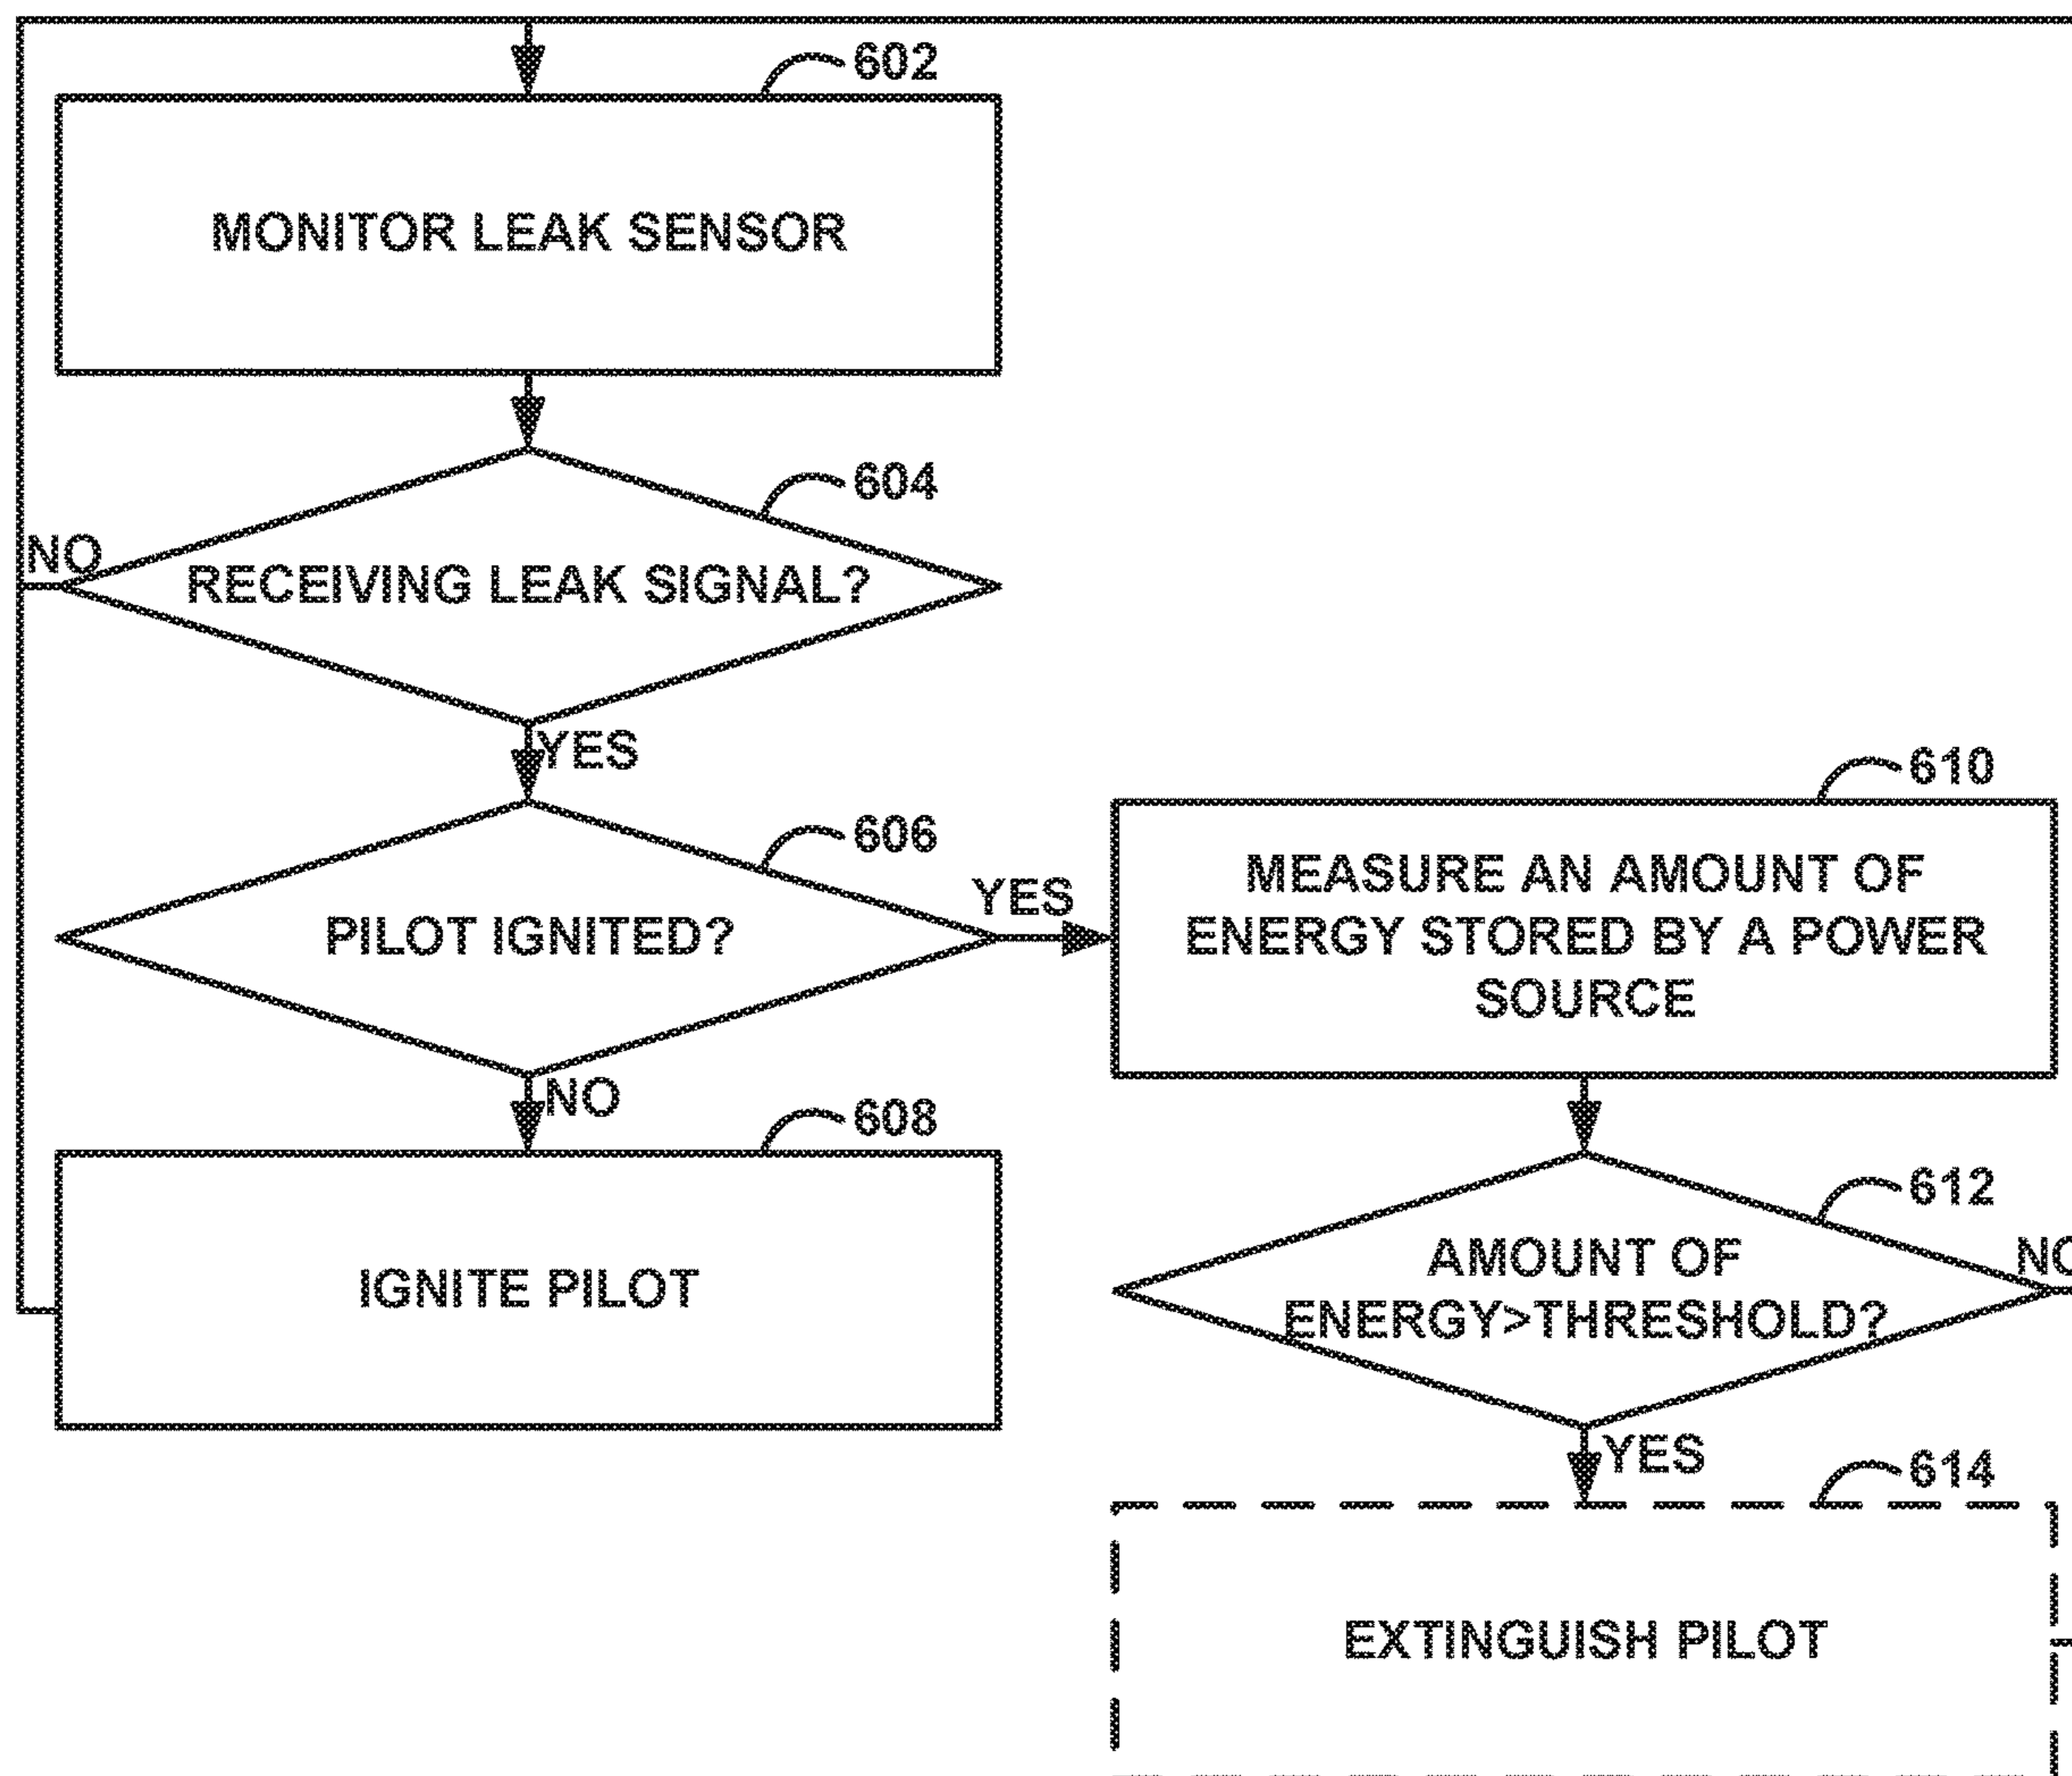 602
MONITOR LEAK SENSOR
604
NO
RECEIVING LEAK SIGNAL?
YES
606
PILOT IGNITED?
YES
NO
608
IGNITE PILOT
610
MEASURE AN AMOUNT OF
ENERGY STORED BY A POWER
SOURCE
612
AMOUNT OF
ENERGY>THRESHOLD?
NO
YES
614
EXTINGUISH PILOT